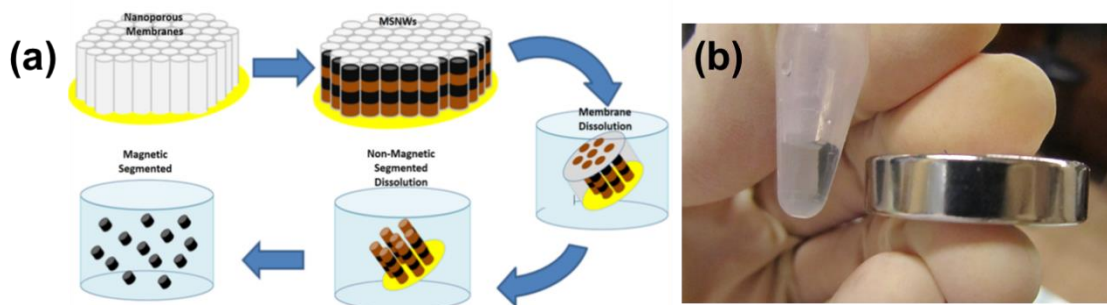 (a)
Nanoporous
Membranes
MSNWs
Membrane
Dissolution
Non-Magnetic
Segmented
Dissolution
Magnetic
Segmented
(b)